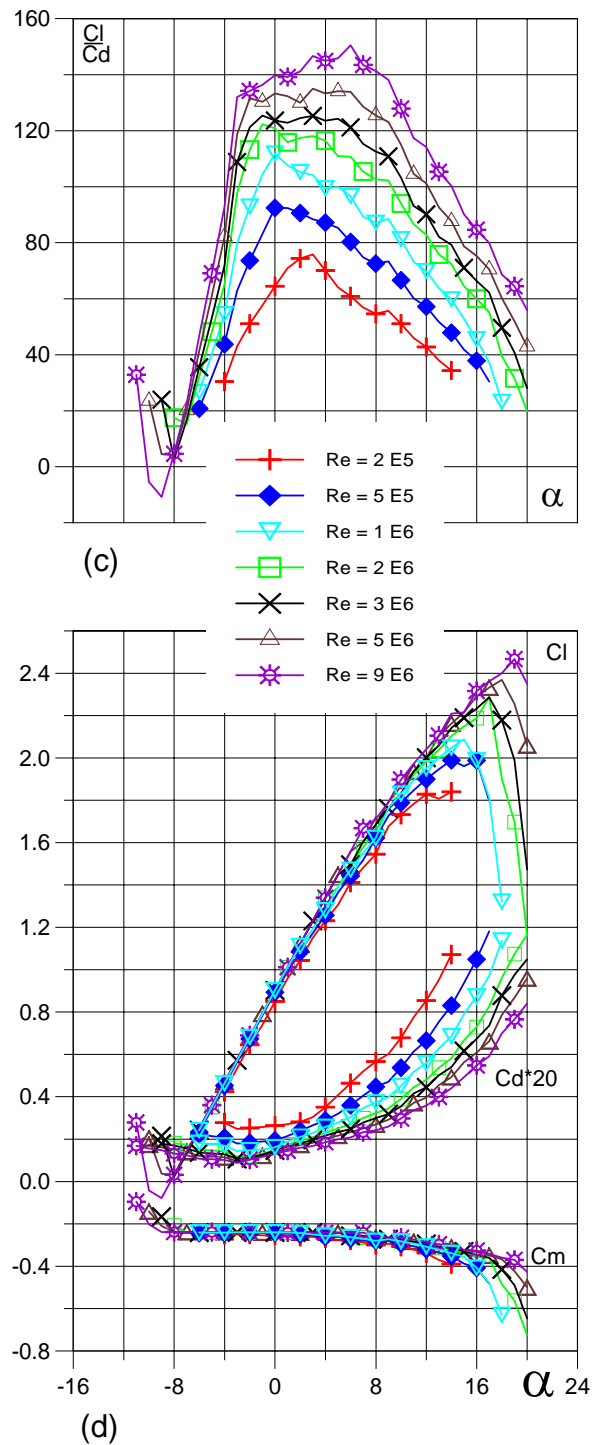 Cl
Cd
160
120
80
40
0
α
(c)
Re = 2 E5
Re = 5 E5
Re = 1 E6
Re = 2 E6
Re = 3 E6
Re = 5 E6
Re = 9 E6
Cl
2.4
2.0
1.6
1.2
0.8
Cd*20
0.4
0.0
Cm
-0.4
-0.8
-16 -8 0 8 16 α 24
(d)